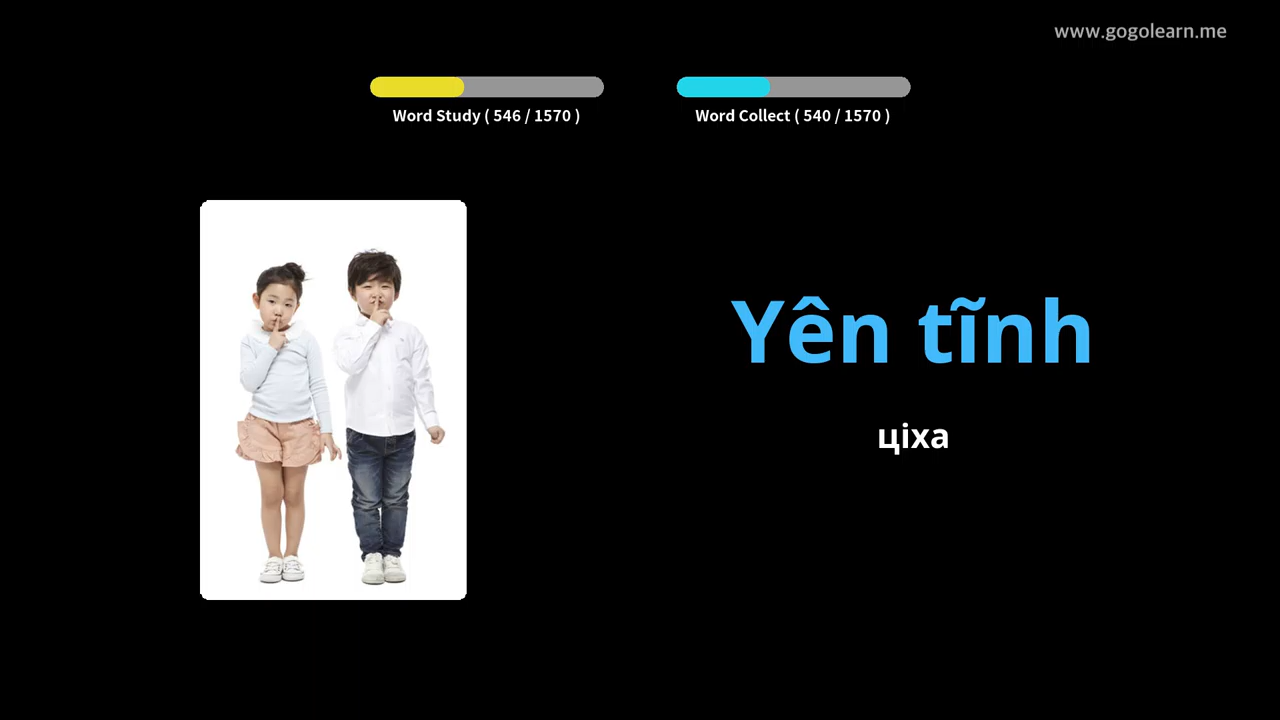 www.gogolearn.me
Word Study ( 546 / 1570 )
Word Collect ( 540 / 1570 )
Yên tĩnh
ціха